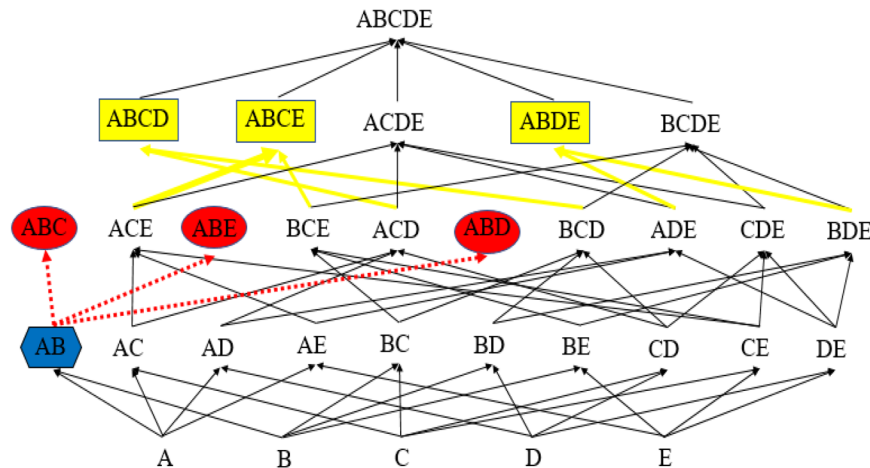 ABCDE
ABCD ABCE ACDE ABDE BCDE
ABC ACE ABE BCE ACD ABD BCD ADE CDE BDE
AB AC AD AE BC BD BE CD CE DE
A B C D E